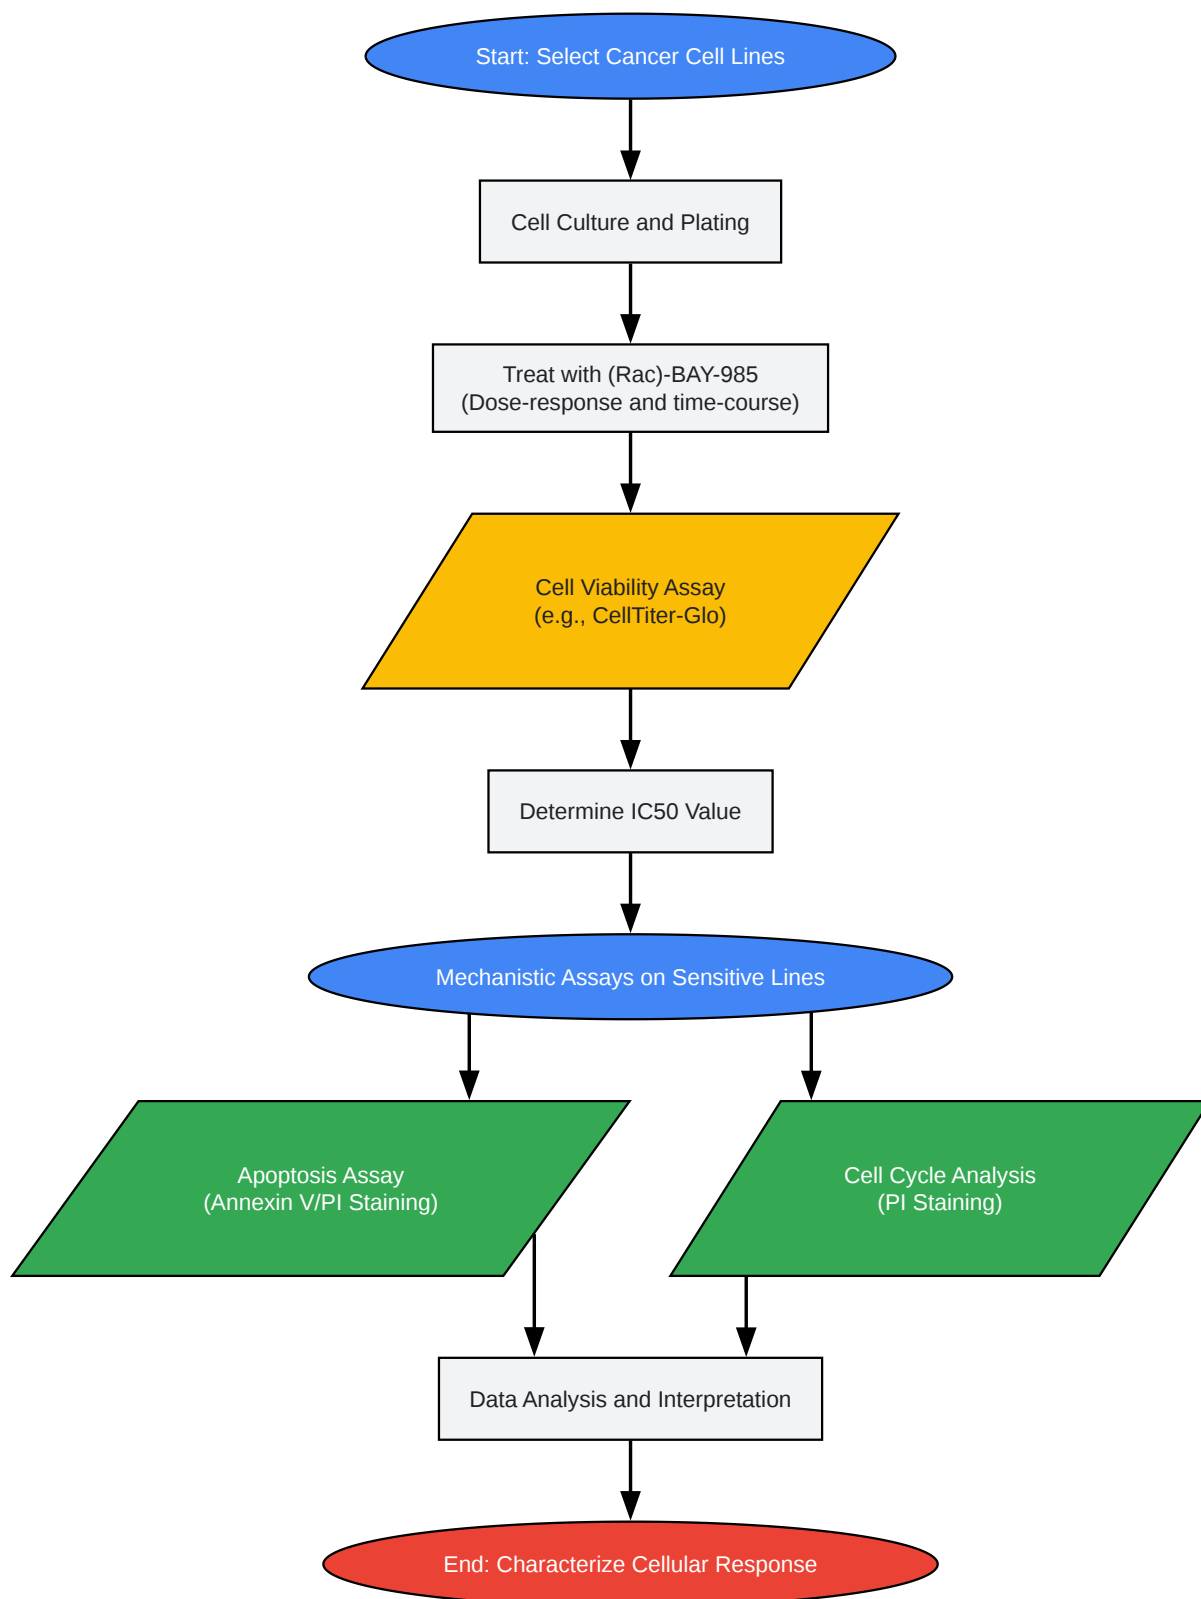 Start: Select Cancer Cell Lines
Cell Culture and Plating
Treat with (Rac)-BAY-985
(Dose-response and time-course)
Cell Viability Assay
(e.g., CellTiter-Glo)
Determine IC50 Value
Mechanistic Assays on Sensitive Lines
Apoptosis Assay
(Annexin V/PI Staining)
Cell Cycle Analysis
(PI Staining)
Data Analysis and Interpretation
End: Characterize Cellular Response